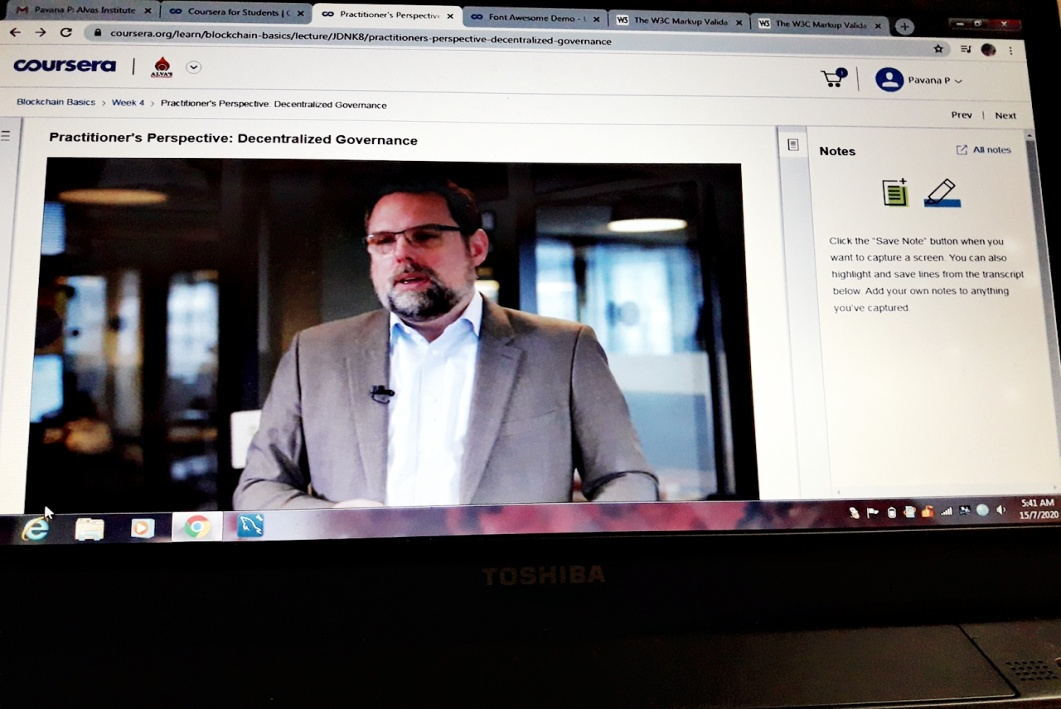 Pavana P: Alvas Institute
Coursera for Students | C
Practitioner's Perspective
Font Awesome Demo -
W3 The W3C Markup Valida
W3 The W3C Markup Valida
coursera.org/learn/blockchain-basics/lecture/JDNK8/practitioners-perspective-decentralized-governance
coursera
ALVA'S
Pavana P
Blockchain Basics > Week 4 > Practitioner's Perspective: Decentralized Governance
Prev | Next
Practitioner's Perspective: Decentralized Governance
Notes
All notes
Click the "Save Note" button when you
want to capture a screen. You can also
highlight and save lines from the transcript
below. Add your own notes to anything
you've captured.
5:41 AM
15/7/2020
TOSHIBA